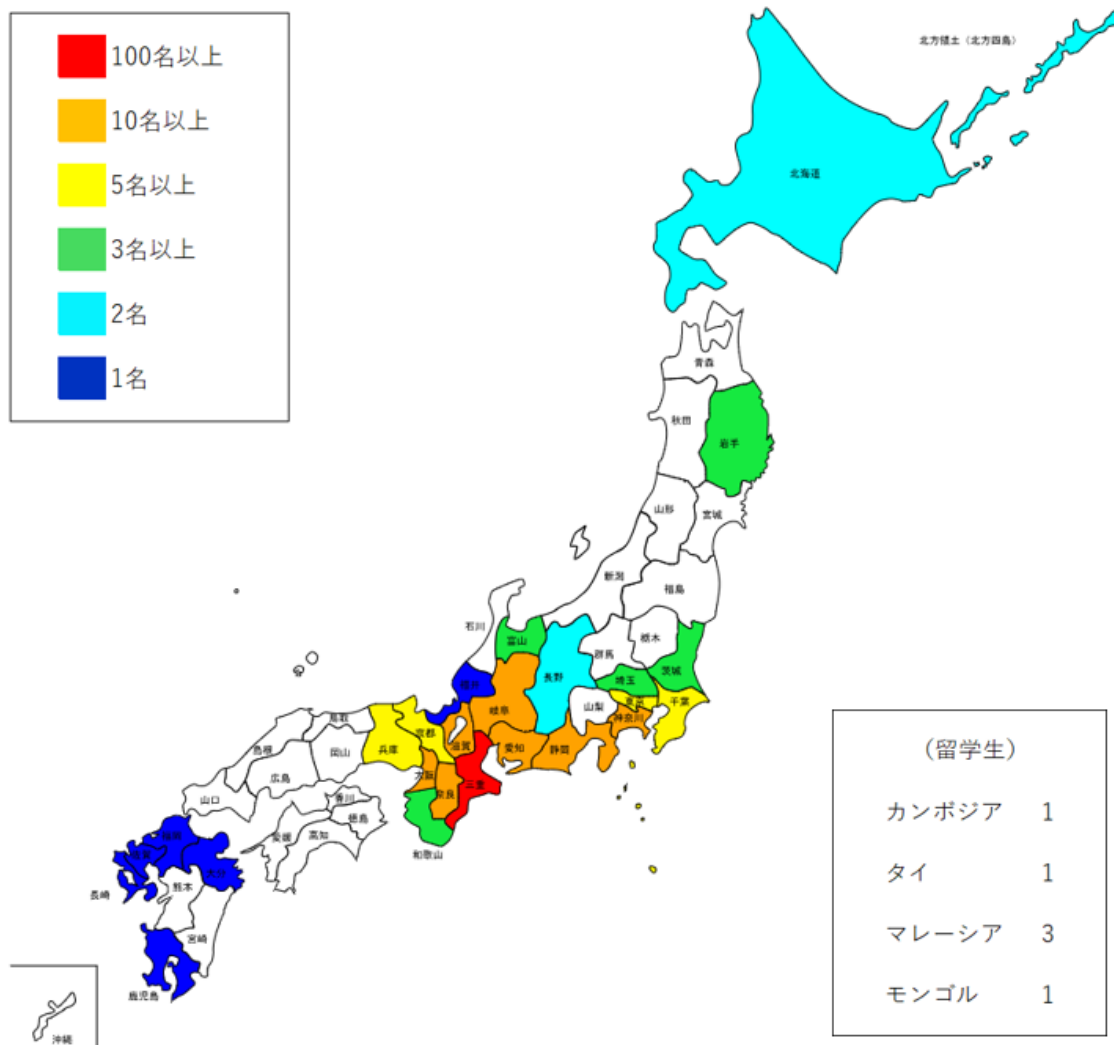 100名以上
10名以上
5名以上
3名以上
2名
1名
北方領土（北方四島）
北海道
青森
秋田
岩手
山形
宮城
新潟
福島
石川
富山
群馬
栃木
茨城
福井
長野
埼玉
岐阜
山梨
東京
千葉
神奈川
鳥取
京都
滋賀
愛知
静岡
兵庫
島根
岡山
大阪
三重
広島
奈良
山口
香川
徳島
愛媛
高知
和歌山
福岡
佐賀
大分
長崎
熊本
宮崎
鹿児島
沖縄
（留学生）
カンボジア 1
タイ 1
マレーシア 3
モンゴル 1